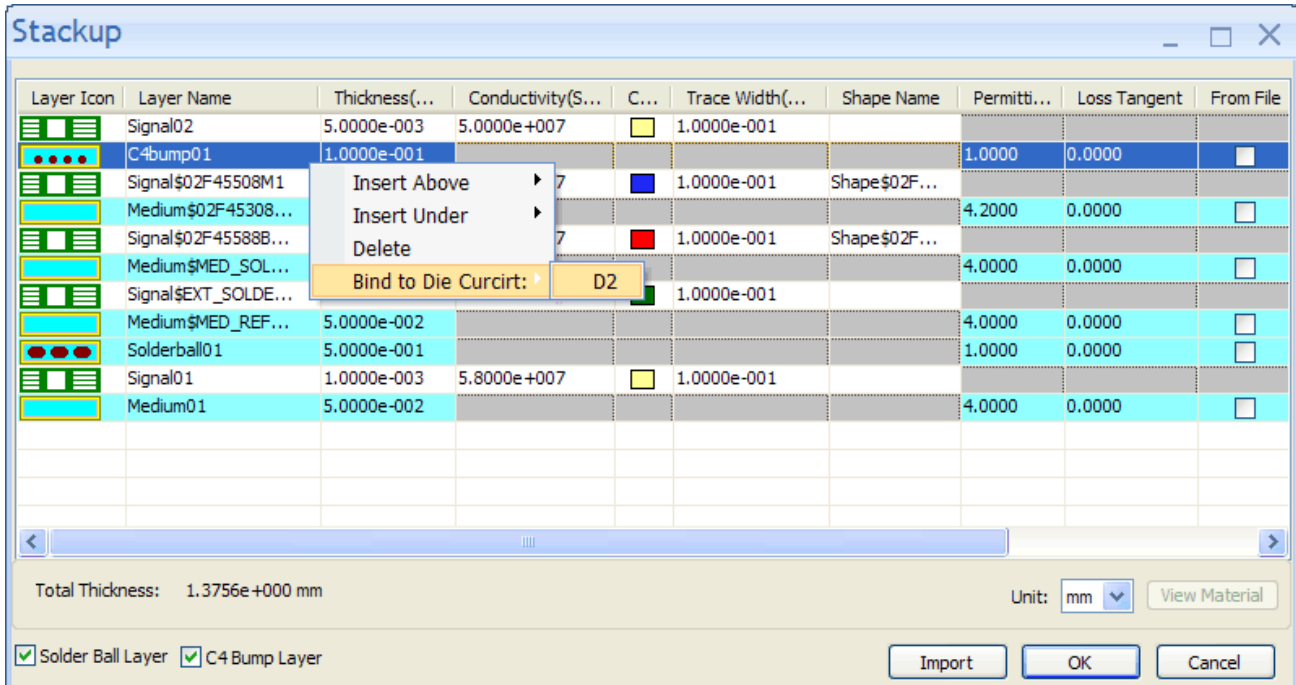 Stackup
Layer Icon Layer Name Thickness(... Conductivity(S... C... Trace Width(... Shape Name Permitti... Loss Tangent From File
Signal02 5.0000e-003 5.0000e+007 1.0000e-001
C4bump01 1.0000e-001 1.0000 0.0000
Signal$02F45508M1 7 1.0000e-001 Shape$02F...
Medium$02F45308... 4.2000 0.0000
Signal$02F45588B... 7 1.0000e-001 Shape$02F...
Medium$MED_SOL... 4.0000 0.0000
Signal$EXT_SOLDE... 1.0000e-001
Medium$MED_REF... 5.0000e-002 4.0000 0.0000
Solderball01 5.0000e-001 1.0000 0.0000
Signal01 1.0000e-003 5.8000e+007 1.0000e-001
Medium01 5.0000e-002 4.0000 0.0000
Insert Above
Insert Under
Delete
Bind to Die Curcirt: D2
Total Thickness: 1.3756e+000 mm
Unit: mm View Material
Solder Ball Layer C4 Bump Layer
Import OK Cancel